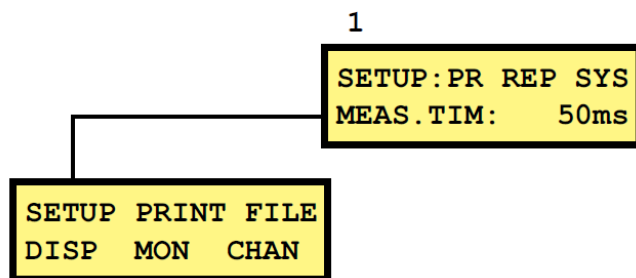 1
SETUP:PR REP SYS
MEAS.TIM: 50ms
SETUP PRINT FILE
DISP MON CHAN